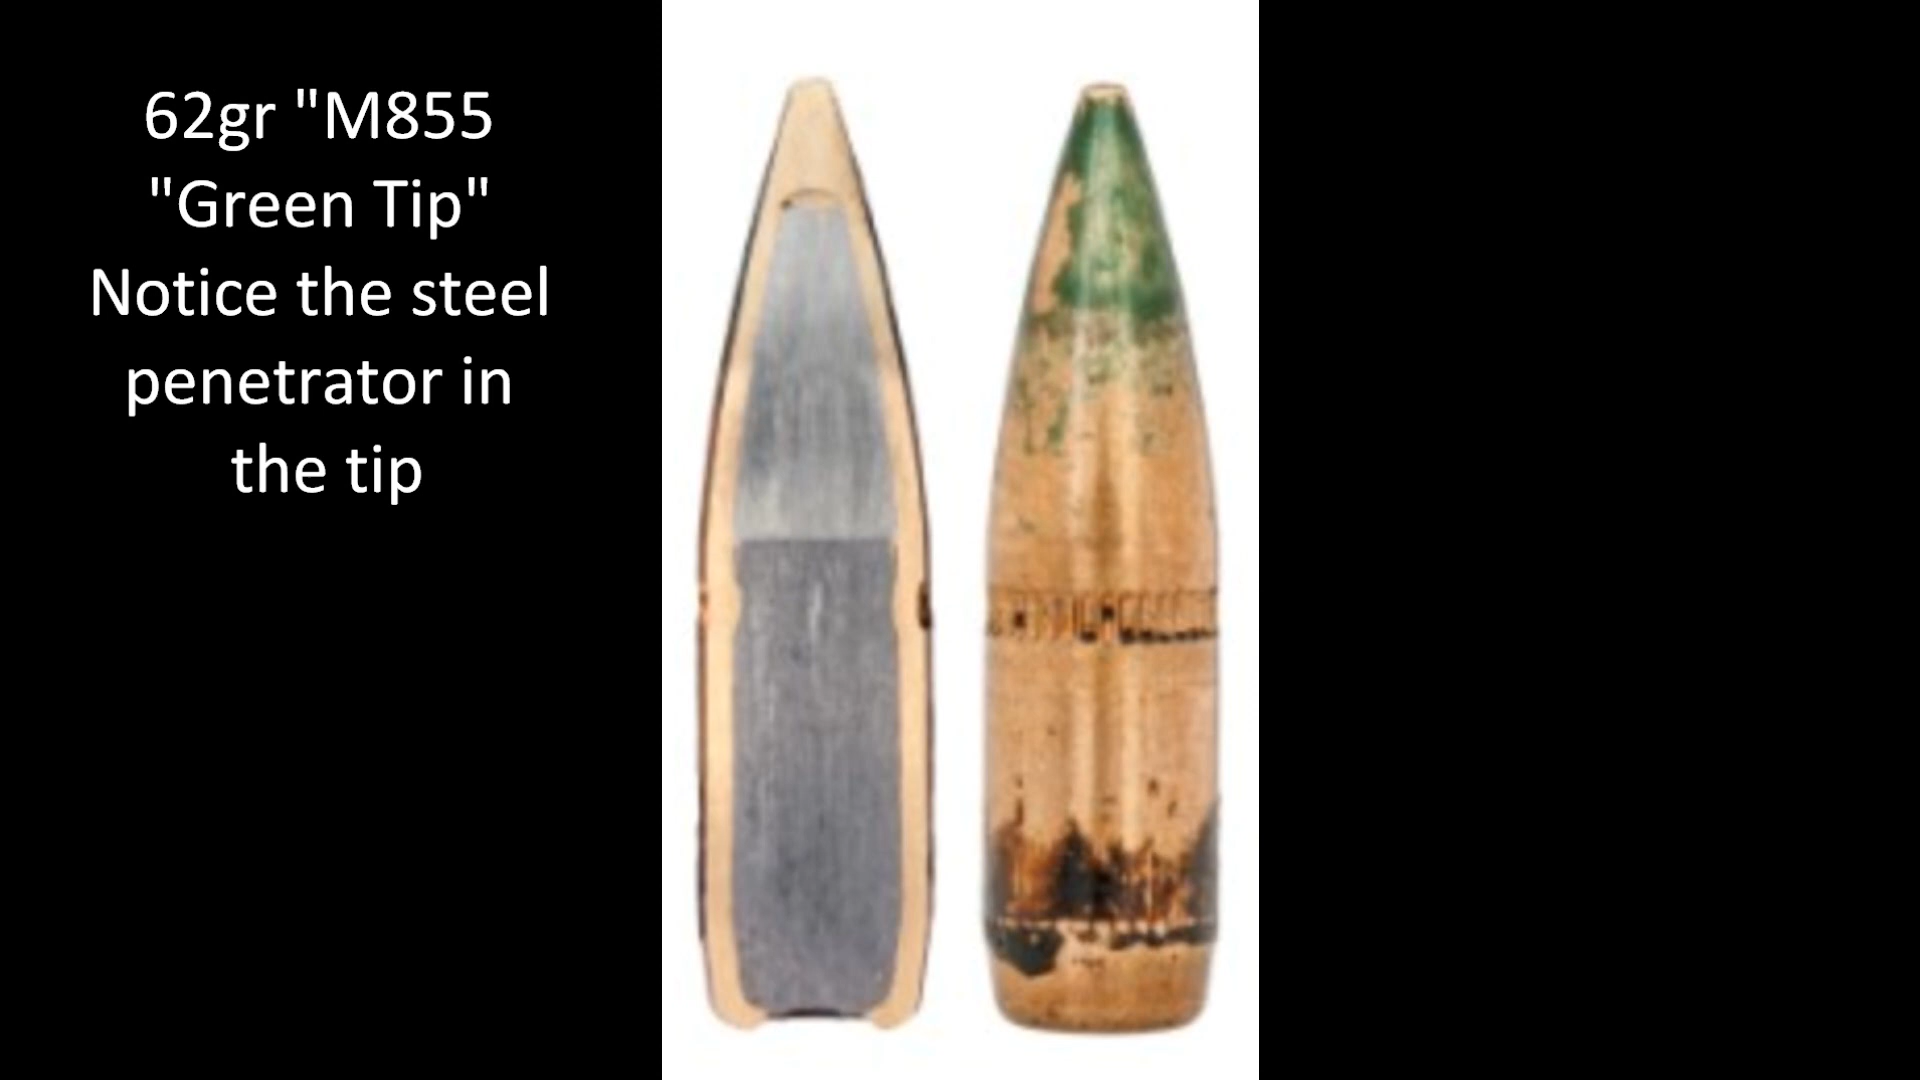 62gr "M855
"Green Tip"
Notice the steel
penetrator in
the tip